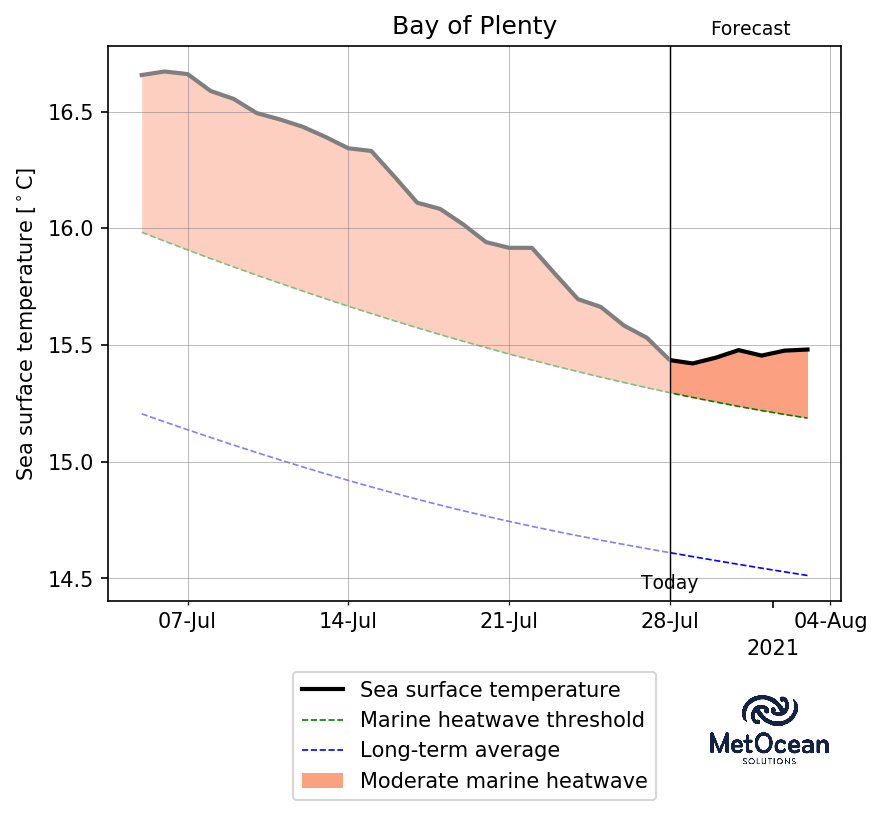 Bay of Plenty
Forecast
Sea surface temperature [°C]
16.5
16.0
15.5
15.0
14.5
Today
07-Jul
14-Jul
21-Jul
28-Jul
04-Aug
2021
Sea surface temperature
Marine heatwave threshold
Long-term average
Moderate marine heatwave
MetOcean
SOLUTIONS